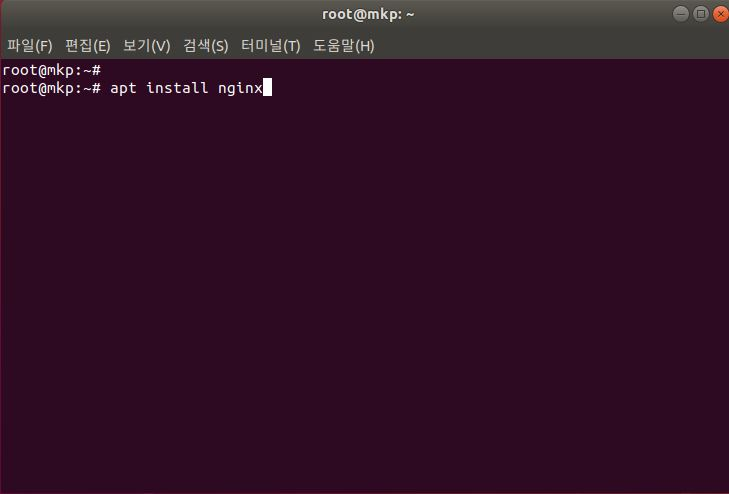 root@mkp: ~
파일(F) 편집(E) 보기(V) 검색(S) 터미널(T) 도움말(H)
root@mkp:~#
root@mkp:~# apt install nginx